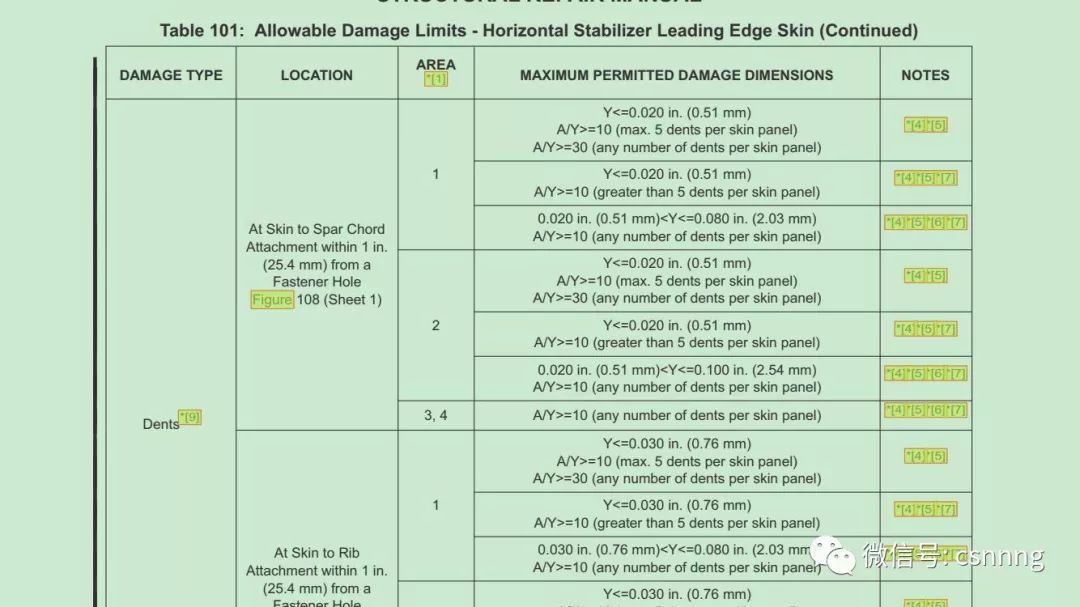 STRUCTURAL REPAIR MANUAL
Table 101: Allowable Damage Limits - Horizontal Stabilizer Leading Edge Skin (Continued)
DAMAGE TYPE
LOCATION
AREA
*[1]
MAXIMUM PERMITTED DAMAGE DIMENSIONS
NOTES
Dents*[9]
At Skin to Spar Chord
Attachment within 1 in.
(25.4 mm) from a
Fastener Hole
Figure 108 (Sheet 1)
1
Y<=0.020 in. (0.51 mm)
A/Y>=10 (max. 5 dents per skin panel)
A/Y>=30 (any number of dents per skin panel)
*[4]*[5]
Y<=0.020 in. (0.51 mm)
A/Y>=10 (greater than 5 dents per skin panel)
*[4]*[5]*[7]
0.020 in. (0.51 mm)<Y<=0.080 in. (2.03 mm)
A/Y>=10 (any number of dents per skin panel)
*[4]*[5]*[6]*[7]
2
Y<=0.020 in. (0.51 mm)
A/Y>=10 (max. 5 dents per skin panel)
A/Y>=30 (any number of dents per skin panel)
*[4]*[5]
Y<=0.020 in. (0.51 mm)
A/Y>=10 (greater than 5 dents per skin panel)
*[4]*[5]*[7]
0.020 in. (0.51 mm)<Y<=0.100 in. (2.54 mm)
A/Y>=10 (any number of dents per skin panel)
*[4]*[5]*[6]*[7]
3, 4
A/Y>=10 (any number of dents per skin panel)
*[4]*[5]*[6]*[7]
At Skin to Rib
Attachment within 1 in.
(25.4 mm) from a
Fastener Hole
1
Y<=0.030 in. (0.76 mm)
A/Y>=10 (max. 5 dents per skin panel)
A/Y>=30 (any number of dents per skin panel)
*[4]*[5]
Y<=0.030 in. (0.76 mm)
A/Y>=10 (greater than 5 dents per skin panel)
*[4]*[5]*[7]
0.030 in. (0.76 mm)<Y<=0.080 in. (2.03 mm
A/Y>=10 (any number of dents per skin panel)
Y<=0.030 in. (0.76 mm)
*[4]*[5]
微信号: csnnng